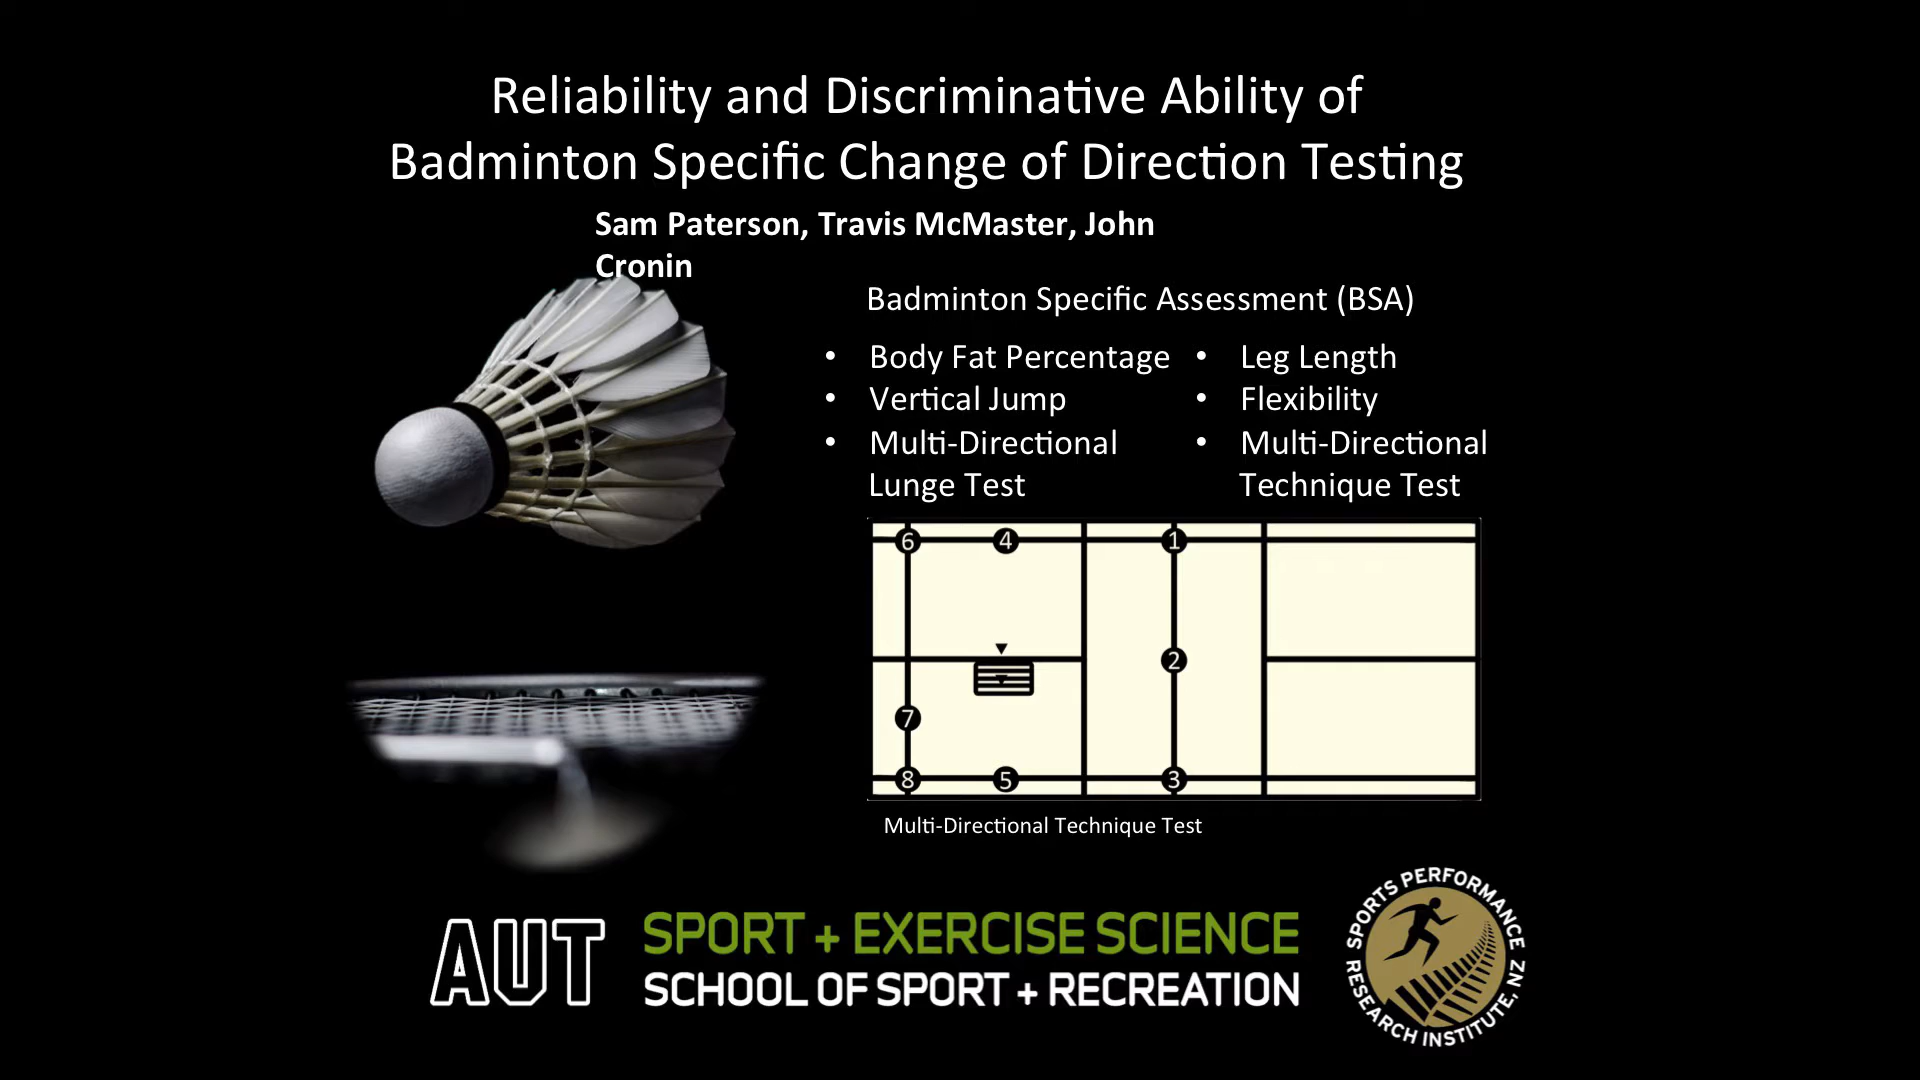 Reliability and Discriminative Ability of
Badminton Specific Change of Direction Testing
Sam Paterson, Travis McMaster, John
Cronin
Badminton Specific Assessment (BSA)
• Body Fat Percentage
• Vertical Jump
• Multi-Directional
Lunge Test
• Leg Length
• Flexibility
• Multi-Directional
Technique Test
6 4 1
2
7
8 5 3
Multi-Directional Technique Test
AUT
SPORT + EXERCISE SCIENCE
SCHOOL OF SPORT + RECREATION
SPORTS PERFORMANCE
RESEARCH INSTITUTE, NZ